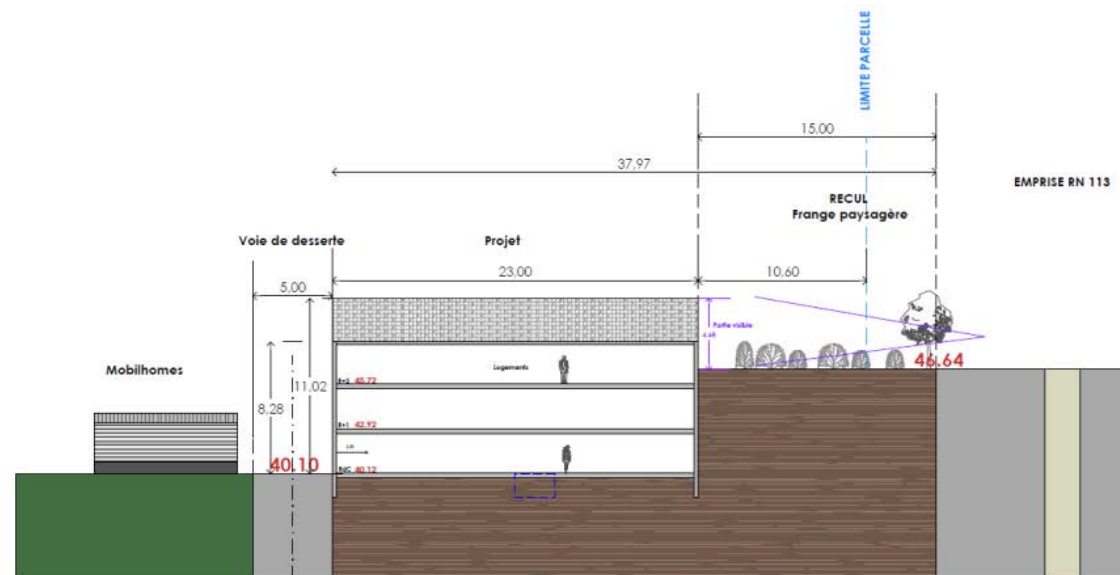 LIMITE PARCELLE
15,00
37,97
EMPRISE RN 113
RECUL
Frange paysagère
Voie de desserte
Projet
23,00
10,60
5,00
Partie visible
4,48
46.64
Mobilhomes
Logements
R+2 45.72
11,02
8,28
R+1 42.92
40.10
RdC 40.12